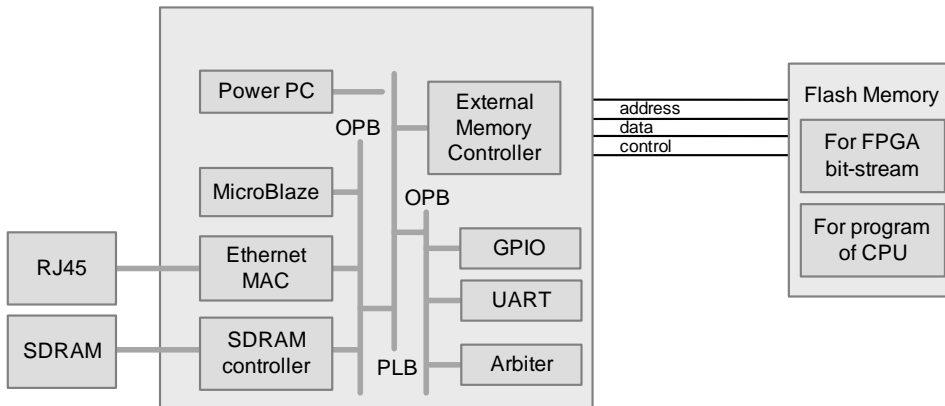 Power PC
OPB
MicroBlaze
Ethernet
MAC
SDRAM
controller
RJ45
SDRAM
PLB
External
Memory
Controller
OPB
GPIO
UART
Arbiter
address
data
control
Flash Memory
For FPGA
bit-stream
For program
of CPU